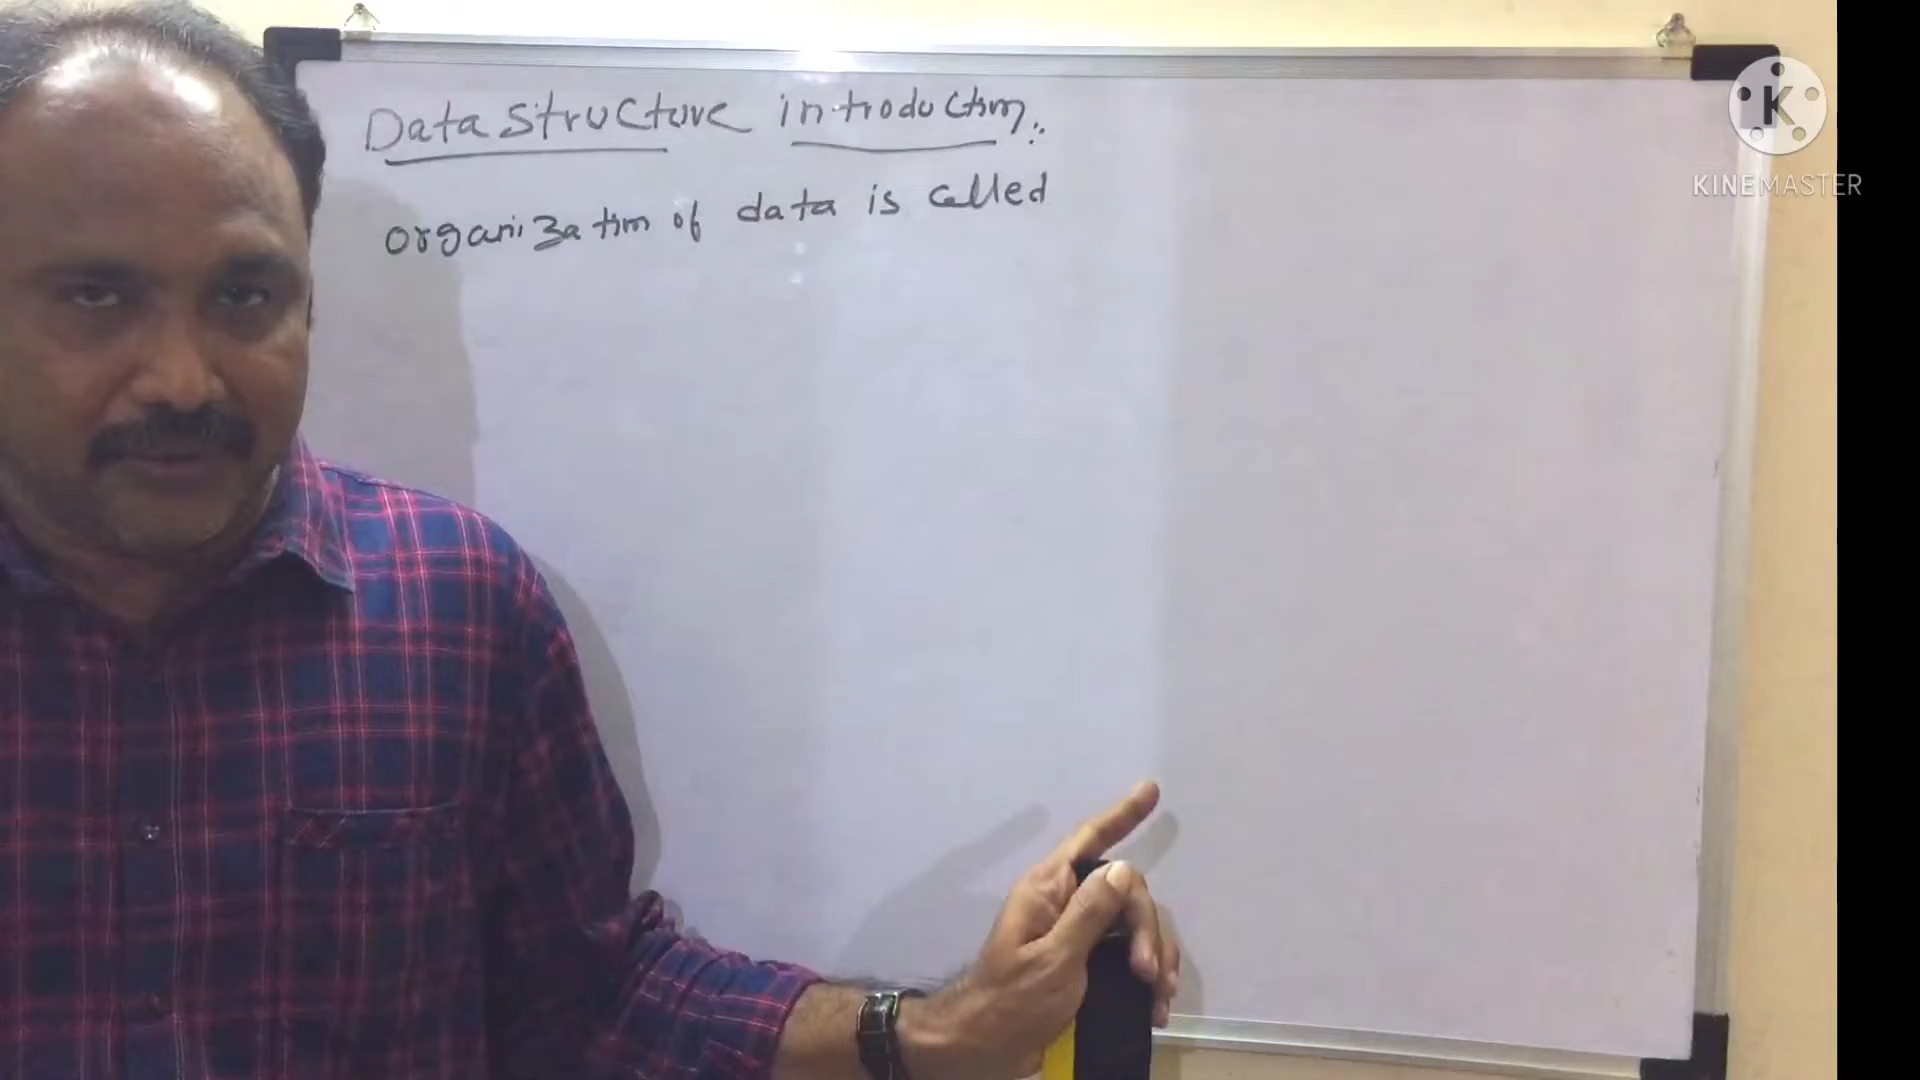 Data Structure introduction:
organization of data is called
K
KINEMASTER